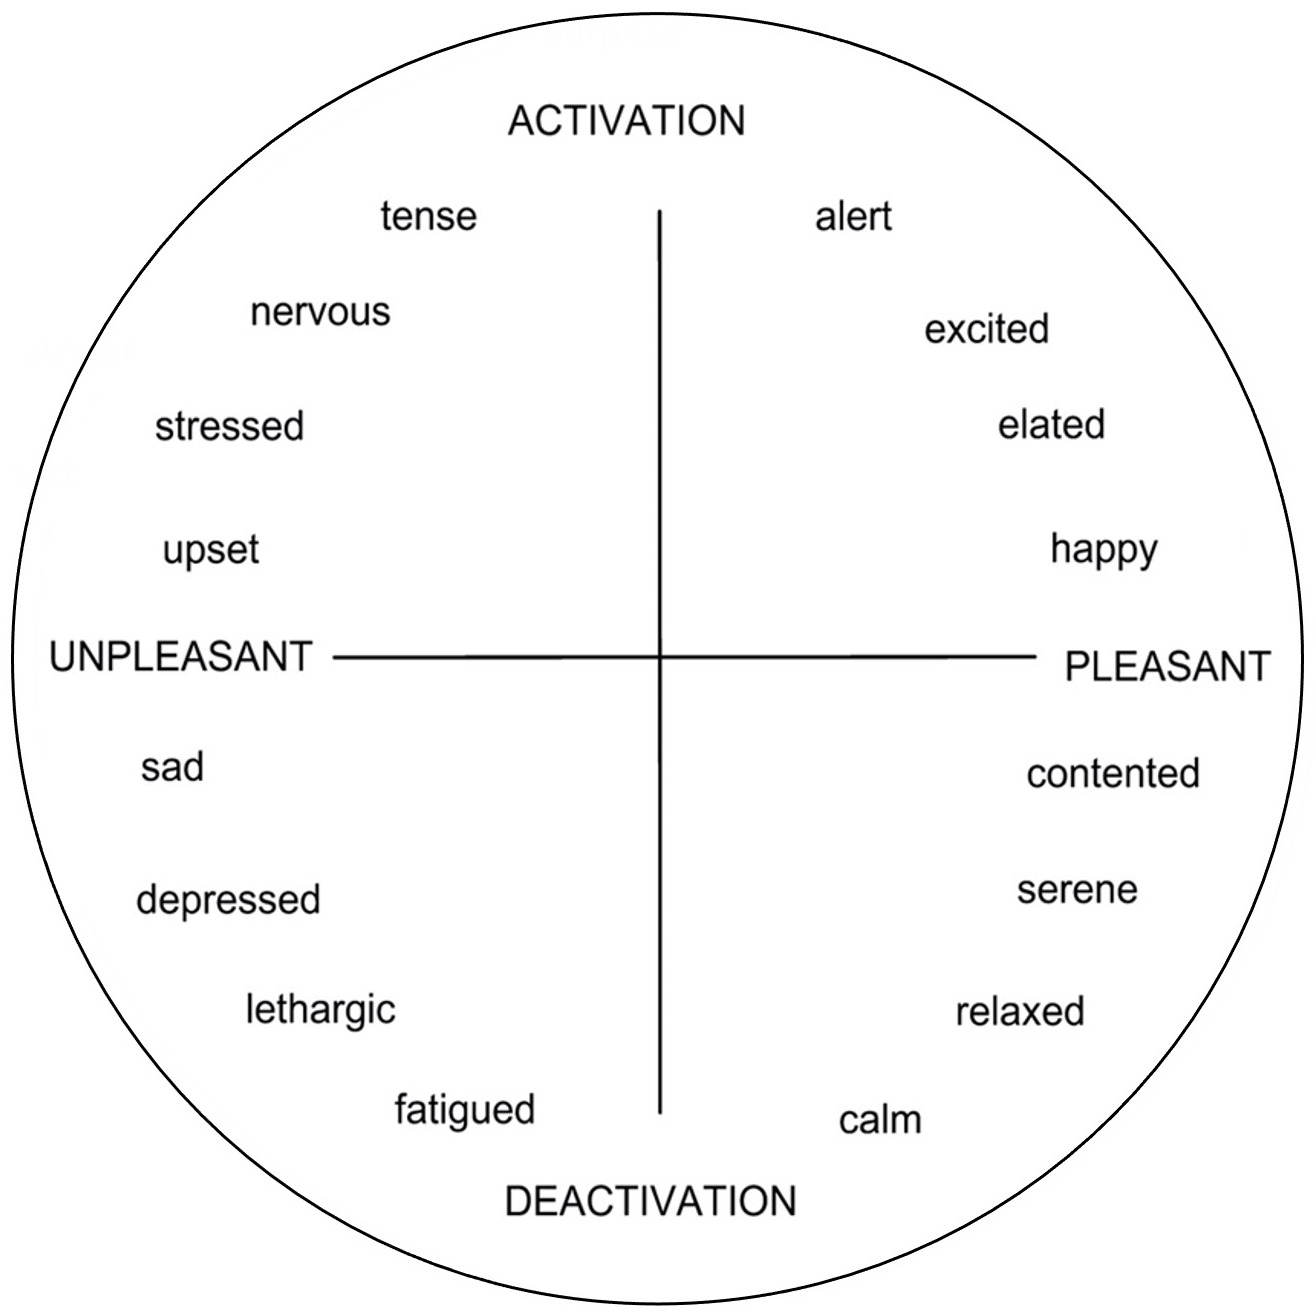 ACTIVATION
tense
alert
nervous
excited
stressed
elated
upset
happy
UNPLEASANT
PLEASANT
sad
contented
depressed
serene
lethargic
relaxed
fatigued
calm
DEACTIVATION